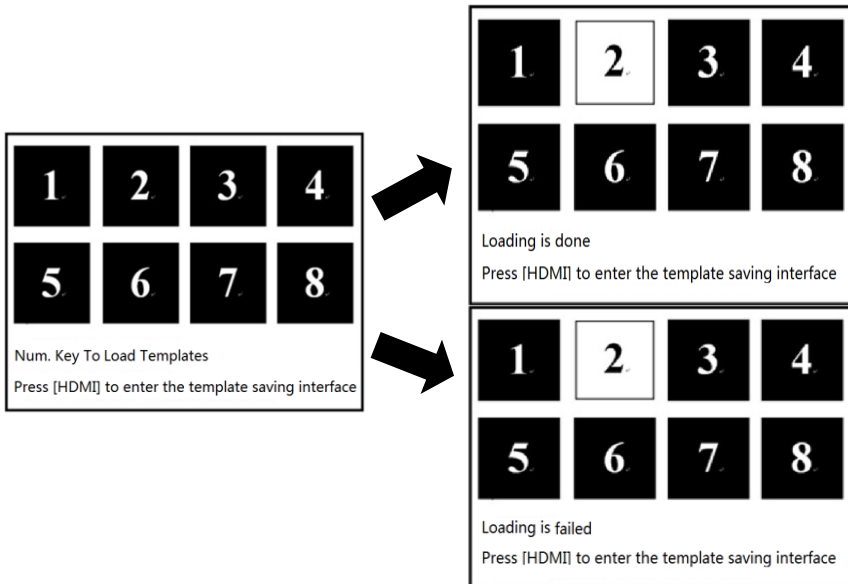 1 2 3 4
5 6 7 8
Num. Key To Load Templates
Press [HDMI] to enter the template saving interface
1 2 3 4
5 6 7 8
Loading is done
Press [HDMI] to enter the template saving interface
1 2 3 4
5 6 7 8
Loading is failed
Press [HDMI] to enter the template saving interface